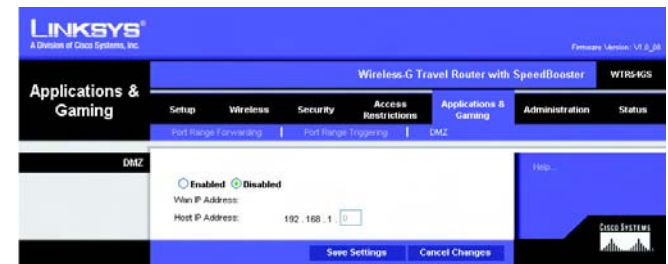 LINKSYS®
A Division of Cisco Systems, Inc.
Firmware Version: V1.0_00
Wireless-G Travel Router with SpeedBooster WTR54GS
Applications & Gaming
Setup Wireless Security Access Restrictions Applications & Gaming Administration Status
Port Range Forwarding | Port Range Triggering | DMZ
DMZ
Enabled Disabled
Help...
Wan IP Address:
Host IP Address: 192 . 168 . 1 . 0
CISCO SYSTEMS
Save Settings Cancel Changes